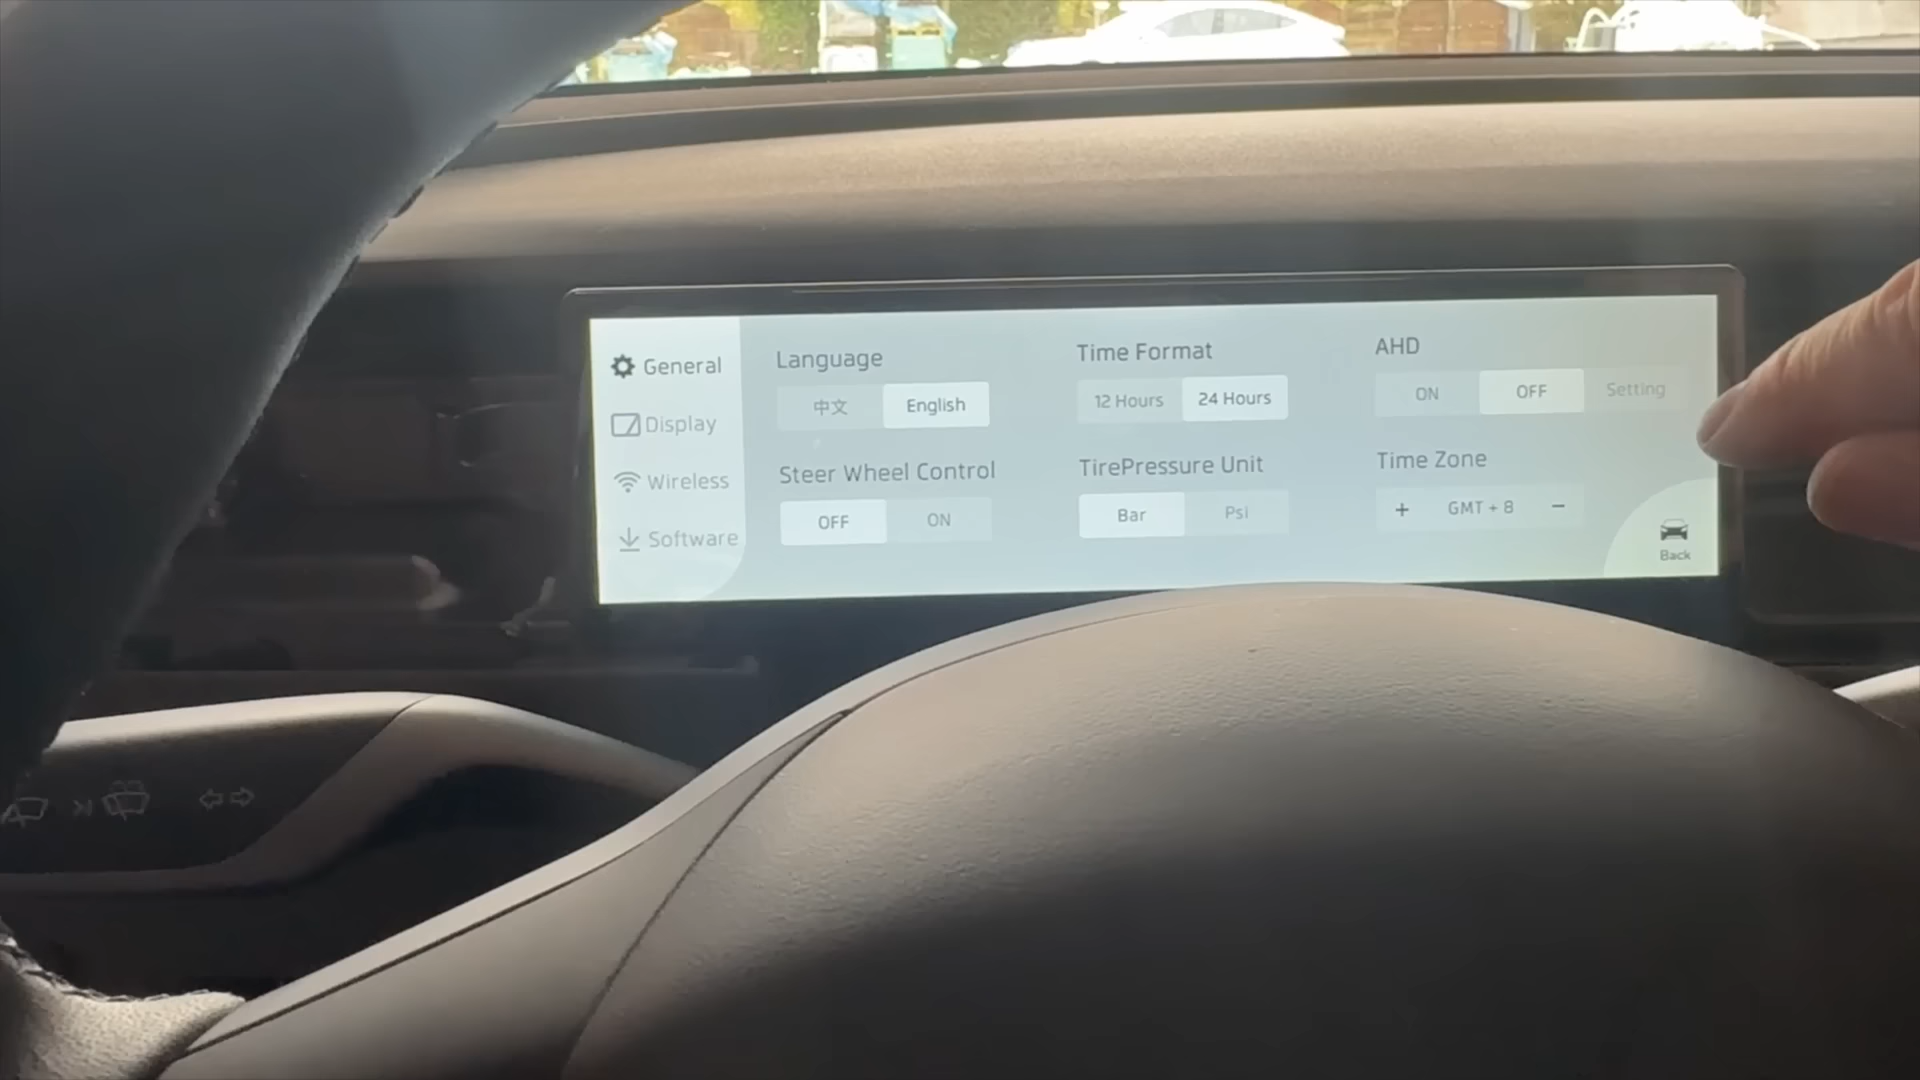 General
Display
Wireless
Software
Language
中文 English
Steer Wheel Control
OFF ON
Time Format
12 Hours 24 Hours
TirePressure Unit
Bar Psi
AHD
ON OFF Setting
Time Zone
+ GMT + 8 −
Back